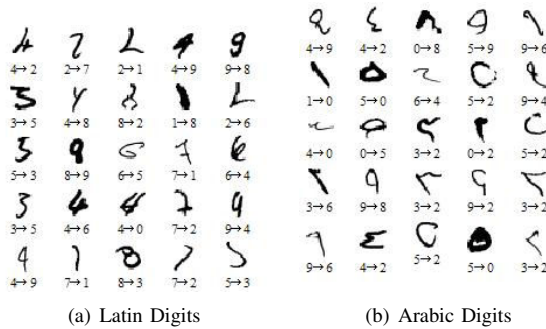 4→2 2→7 2→1 4→9 9→8
3→5 4→8 8→2 1→8 2→6
5→3 8→9 6→5 7→1 6→4
3→5 4→6 4→0 7→2 9→4
4→9 7→1 8→3 7→2 5→3
(a) Latin Digits
4→9 4→2 0→8 5→9 9→6
1→0 5→0 6→4 5→2 9→4
4→0 0→5 3→2 0→2 5→2
3→6 9→8 3→2 9→2 3→2
9→6 4→2 5→2 5→0 3→2
(b) Arabic Digits